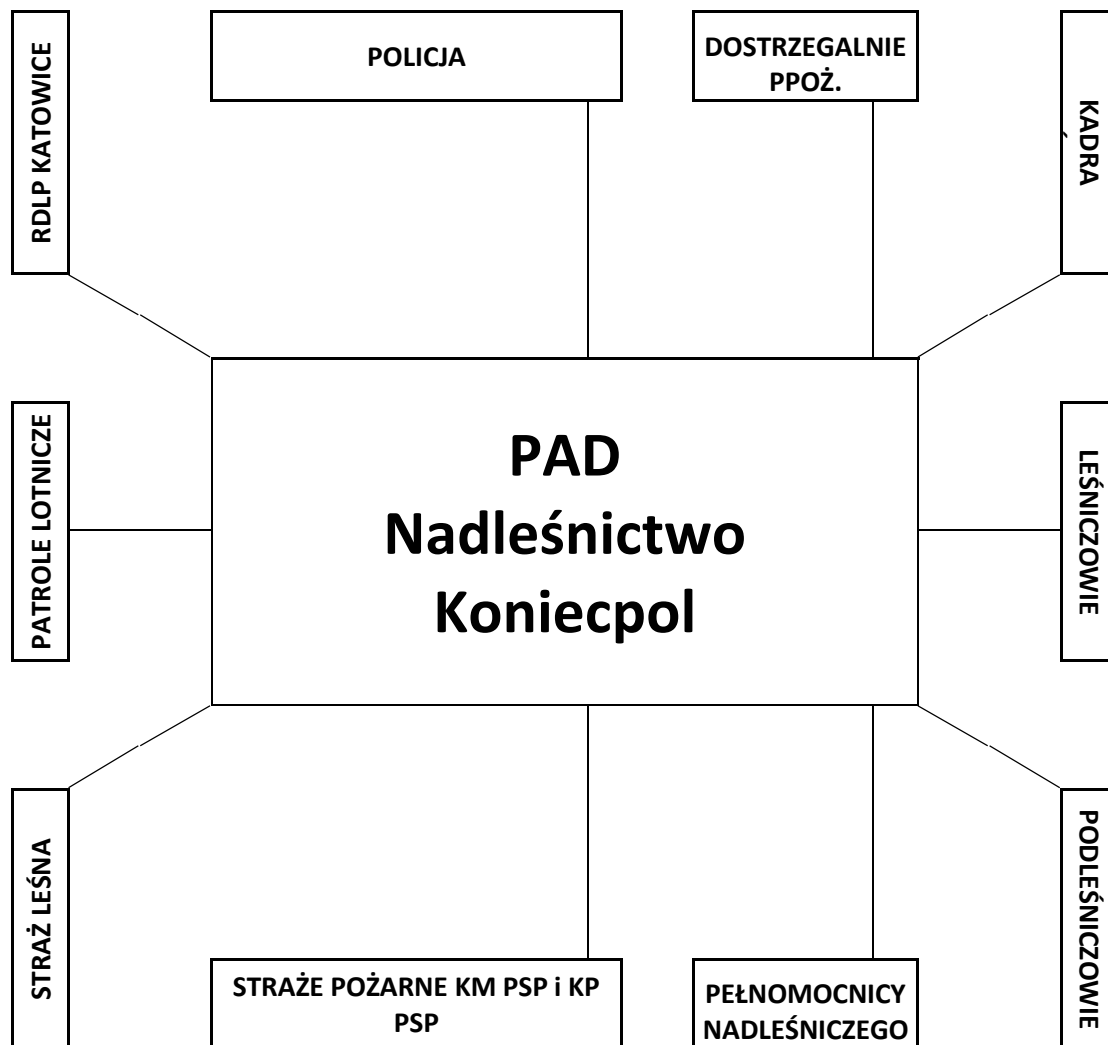 RDLP KATOWICE
POLICJA
DOSTRZEGALNIE
PPOŻ.
KADRA
PATROLE LOTNICZE
PAD
Nadleśnictwo
Koniecpol
LEŚNICZOWIE
STRAŻ LEŚNA
STRAŻE POŻARNE KM PSP i KP
PSP
PEŁNOMOCNICY
NADLEŚNICZEGO
PODLEŚNICZOWIE